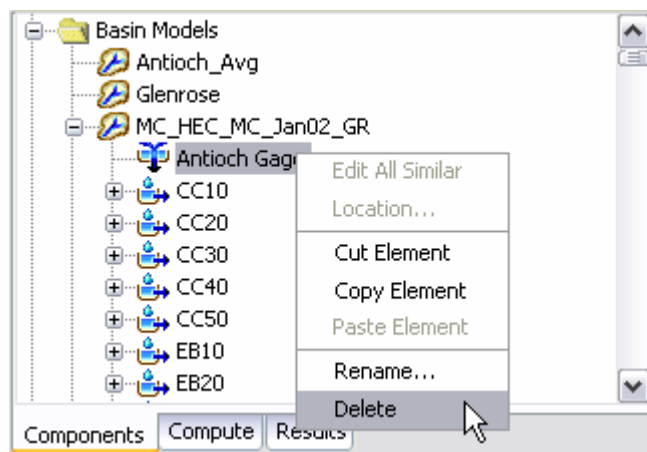 Basin Models
Antioch_Avg
Glenrose
MC_HEC_MC_Jan02_GR
Antioch Gage
CC10
CC20
CC30
CC40
CC50
EB10
EB20
Edit All Similar
Location...
Cut Element
Copy Element
Paste Element
Rename...
Delete
Components Compute Results